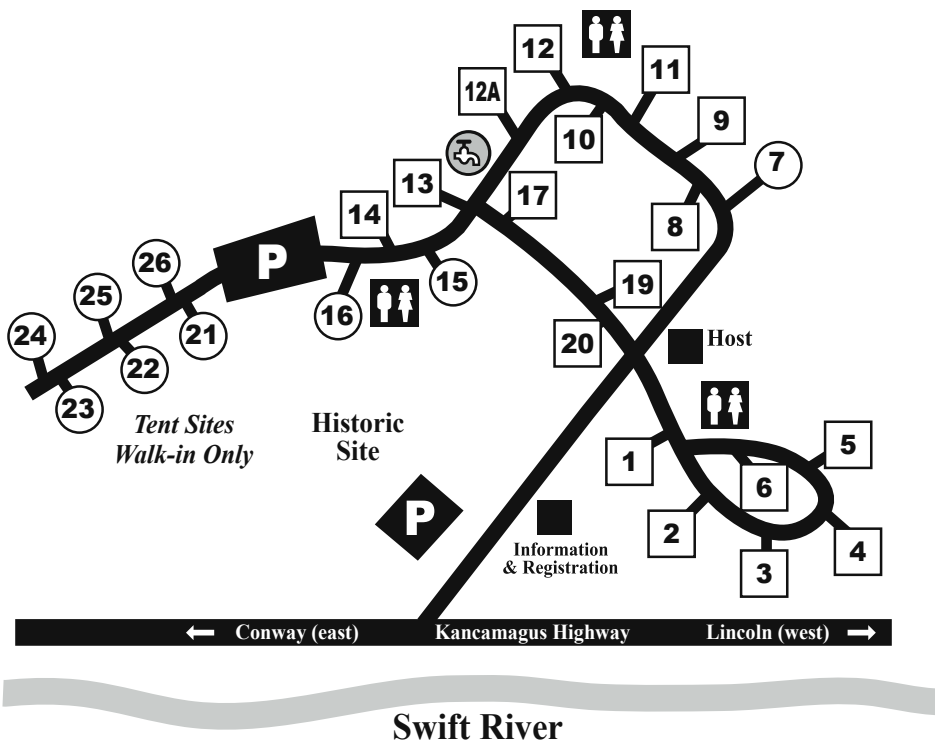 12
11
12A
9
10
7
13
17
8
14
P
26
15
19
25
16
24
21
20
Host
22
23
Tent Sites
Walk-in Only
Historic
Site
5
1
6
P
2
4
Information
& Registration
3
Conway (east)
Kancamagus Highway
Lincoln (west)
Swift River